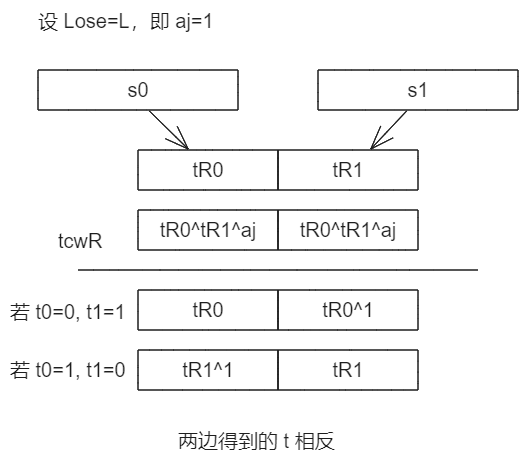 设 Lose=L，即 aj=1
s0 s1
tR0 tR1
tcwR tR0^tR1^aj tR0^tR1^aj
若 t0=0, t1=1 tR0 tR0^1
若 t0=1, t1=0 tR1^1 tR1
两边得到的 t 相反